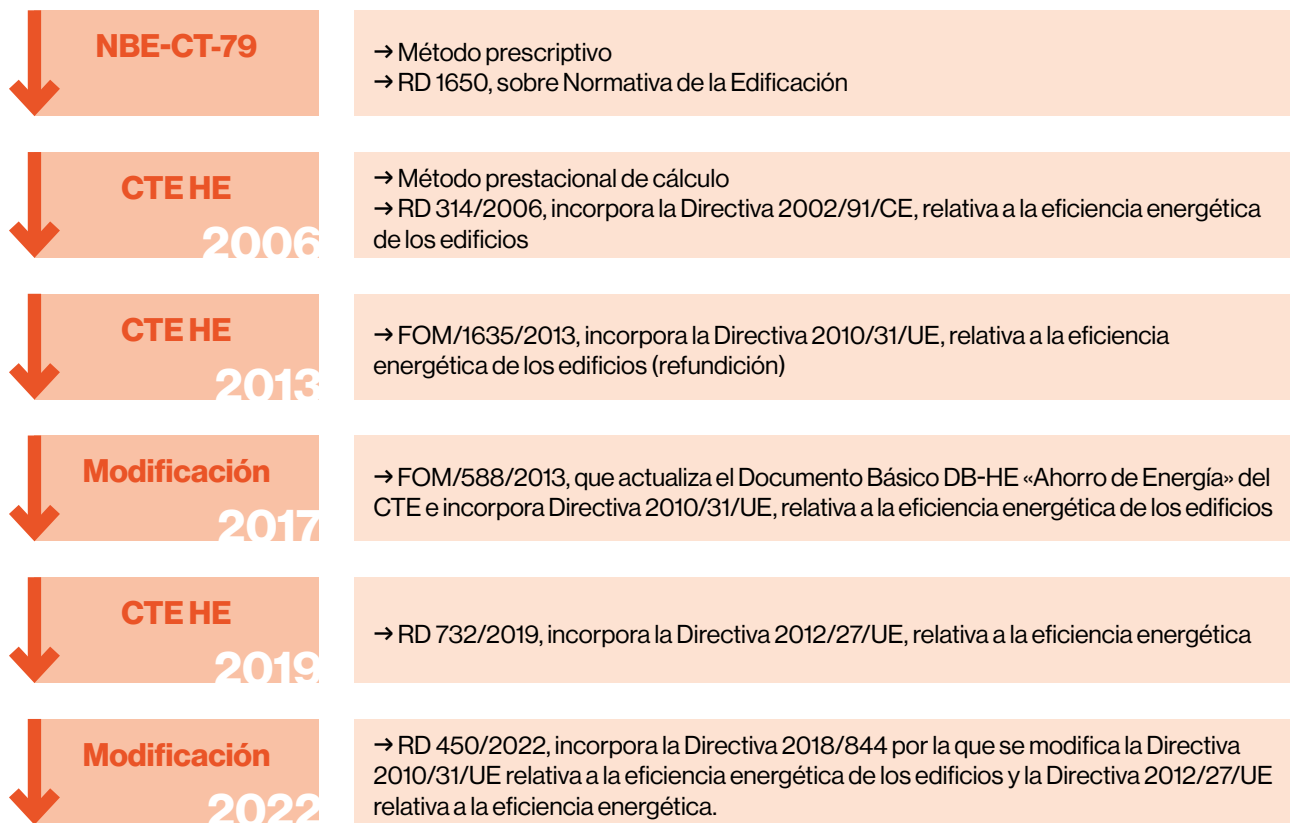 NBE-CT-79
→ Método prescriptivo
→ RD 1650, sobre Normativa de la Edificación
CTE HE
2006
→ Método prestacional de cálculo
→ RD 314/2006, incorpora la Directiva 2002/91/CE, relativa a la eficiencia energética
de los edificios
CTE HE
2013
→ FOM/1635/2013, incorpora la Directiva 2010/31/UE, relativa a la eficiencia
energética de los edificios (refundición)
Modificación
2017
→ FOM/588/2013, que actualiza el Documento Básico DB-HE «Ahorro de Energía» del
CTE e incorpora Directiva 2010/31/UE, relativa a la eficiencia energética de los edificios
CTE HE
2019
→ RD 732/2019, incorpora la Directiva 2012/27/UE, relativa a la eficiencia energética
Modificación
2022
→ RD 450/2022, incorpora la Directiva 2018/844 por la que se modifica la Directiva
2010/31/UE relativa a la eficiencia energética de los edificios y la Directiva 2012/27/UE
relativa a la eficiencia energética.